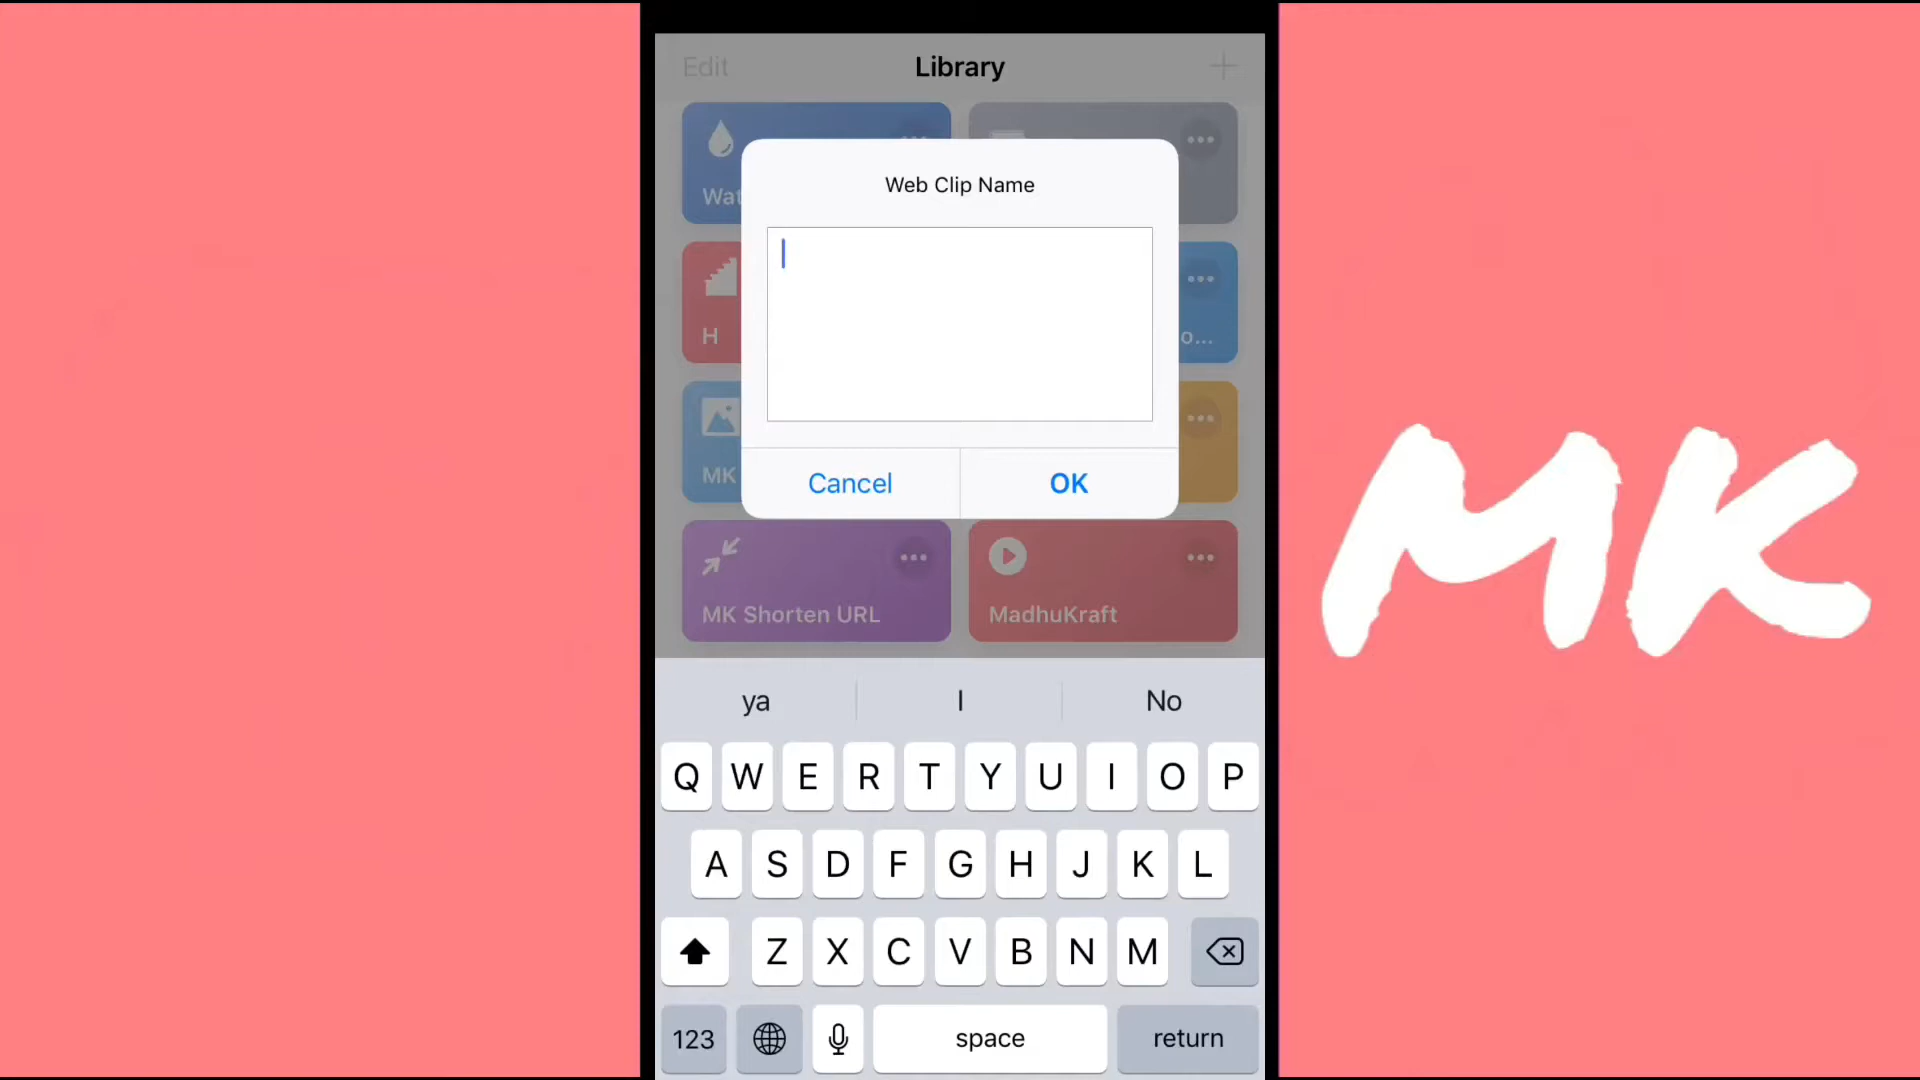 Edit
Library
Wat
Web Clip Name
H
o...
MK
Cancel
OK
MK Shorten URL
MadhuKraft
MK
ya
I
No
Q W E R T Y U I O P
A S D F G H J K L
Z X C V B N M
123
space
return